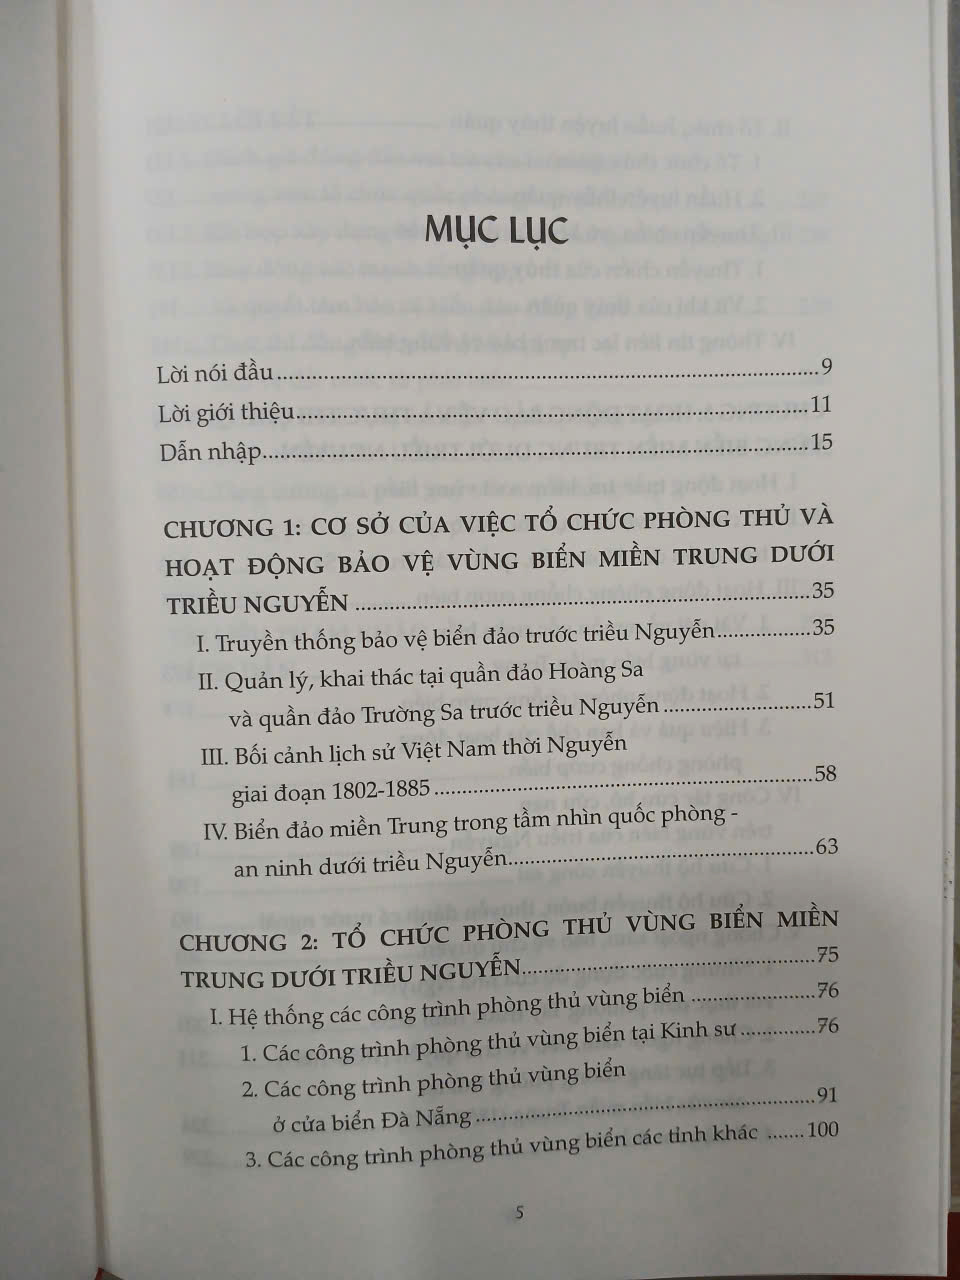 MỤC LỤC
Lời nói đầu........................................................................................9
Lời giới thiệu...................................................................................11
Dẫn nhập.........................................................................................15
CHƯƠNG 1: CƠ SỞ CỦA VIỆC TỔ CHỨC PHÒNG THỦ VÀ
HOẠT ĐỘNG BẢO VỆ VÙNG BIỂN MIỀN TRUNG DƯỚI
TRIỀU NGUYỄN ..........................................................................35
I. Truyền thống bảo vệ biển đảo trước triều Nguyễn...............35
II. Quản lý, khai thác tại quần đảo Hoàng Sa
và quần đảo Trường Sa trước triều Nguyễn ........................51
III. Bối cảnh lịch sử Việt Nam thời Nguyễn
giai đoạn 1802-1885 .............................................................58
IV. Biển đảo miền Trung trong tầm nhìn quốc phòng -
an ninh dưới triều Nguyễn..................................................63
CHƯƠNG 2: TỔ CHỨC PHÒNG THỦ VÙNG BIỂN MIỀN
TRUNG DƯỚI TRIỀU NGUYỄN................................................75
I. Hệ thống các công trình phòng thủ vùng biển ....................76
1. Các công trình phòng thủ vùng biển tại Kinh sư ............76
2. Các công trình phòng thủ vùng biển
ở cửa biển Đà Nẵng .......................................................91
3. Các công trình phòng thủ vùng biển các tỉnh khác .......100
5